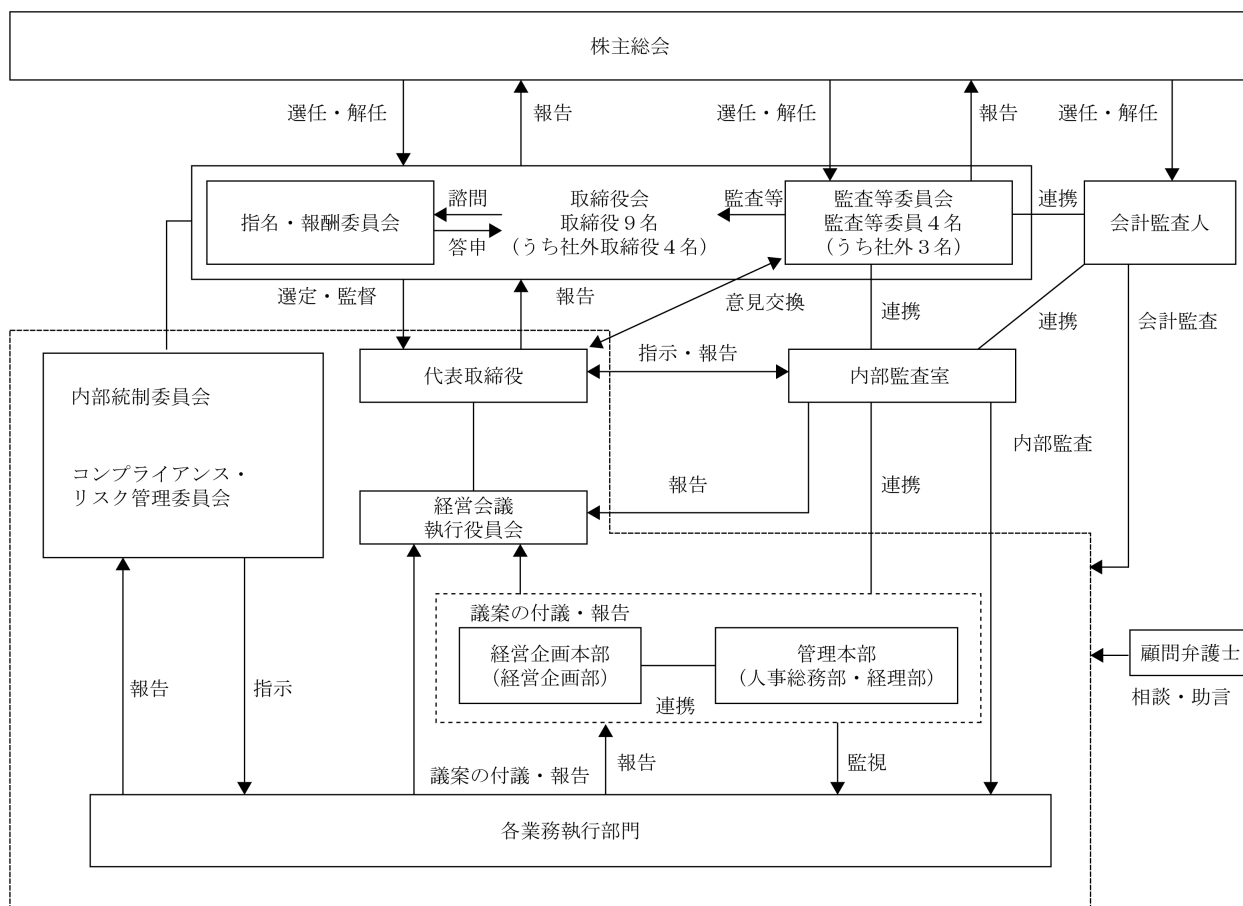 株主総会
選任・解任
報告
選任・解任
報告
選任・解任
指名・報酬委員会
諮問
答申
取締役会
取締役９名
(うち社外取締役４名)
監査等
監査等委員会
監査等委員４名
(うち社外３名)
連携
会計監査人
選定・監督
報告
意見交換
連携
連携
会計監査
代表取締役
指示・報告
内部監査室
内部統制委員会
コンプライアンス・
リスク管理委員会
内部監査
報告
連携
経営会議
執行役員会
議案の付議・報告
経営企画本部
(経営企画部)
管理本部
(人事総務部・経理部)
連携
顧問弁護士
相談・助言
報告
指示
議案の付議・報告
報告
監視
各業務執行部門